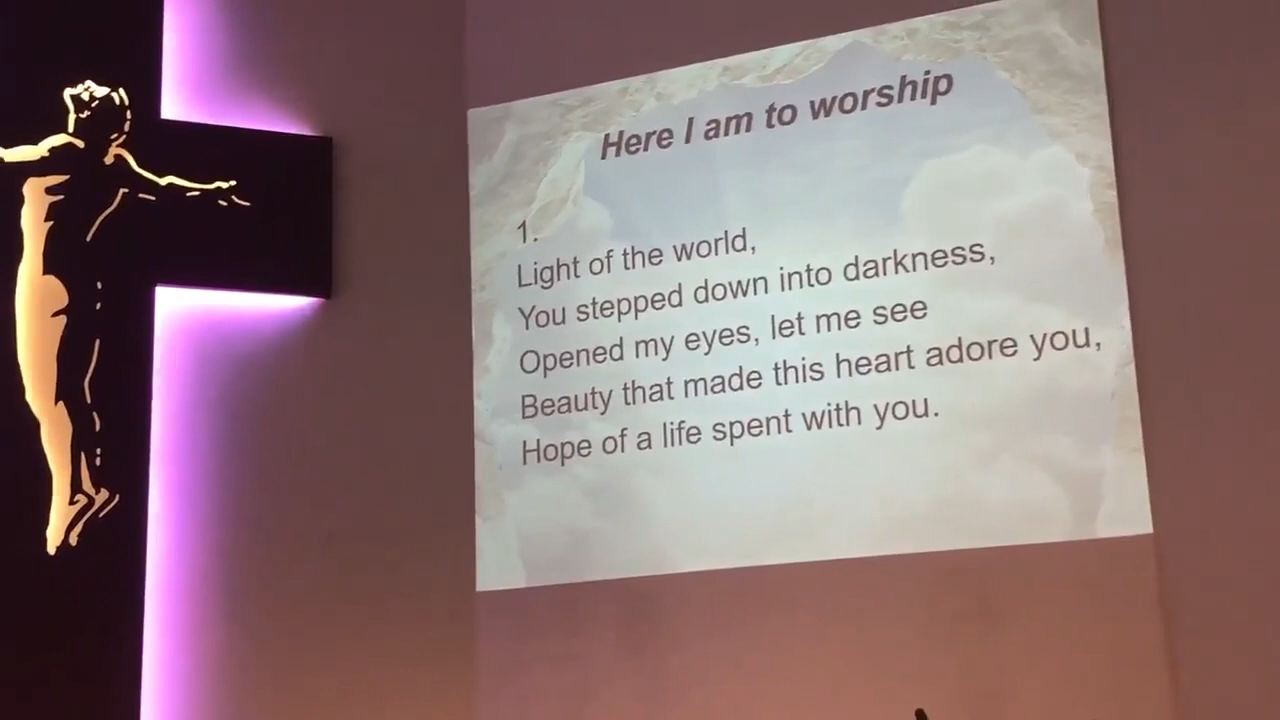 Here I am to worship
1.
Light of the world,
You stepped down into darkness,
Opened my eyes, let me see
Beauty that made this heart adore you,
Hope of a life spent with you.